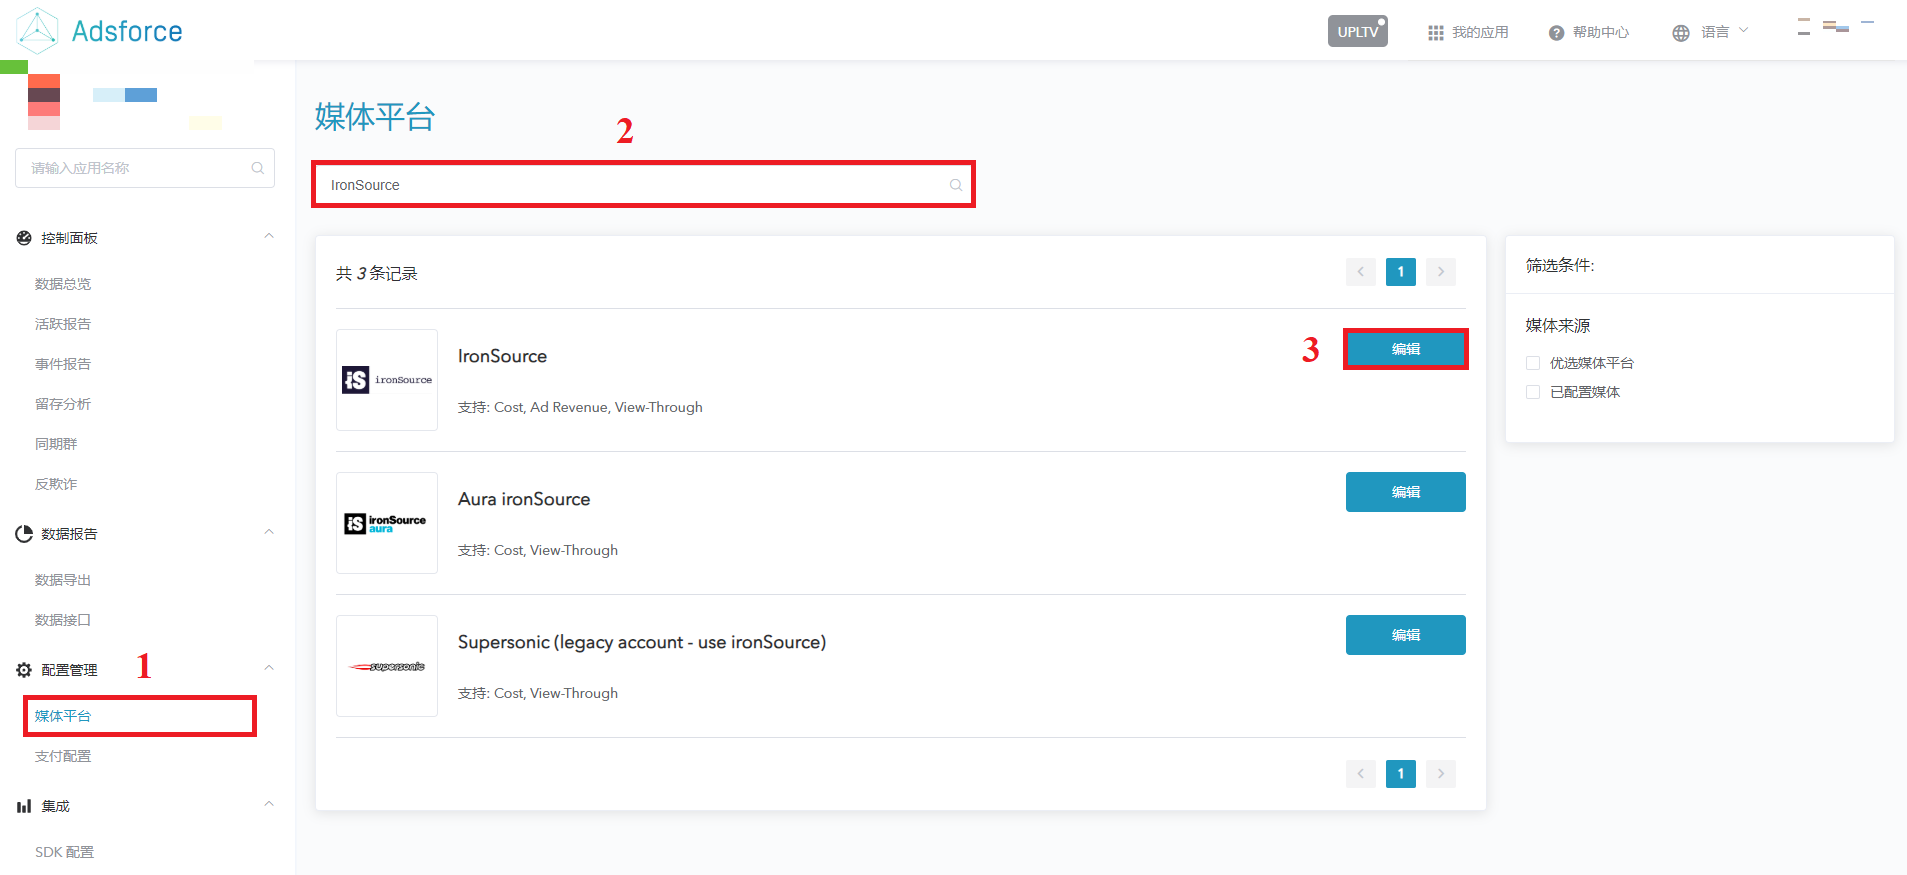 Adsforce
UPLTV
我的应用
帮助中心
语言
请输入应用名称
控制面板
数据总览
活跃报告
事件报告
留存分析
同期群
反欺诈
数据报告
数据导出
数据接口
配置管理
1
媒体平台
支付配置
集成
SDK 配置
媒体平台
2
IronSource
共 3 条记录
1
iS ironSource
IronSource
支持: Cost, Ad Revenue, View-Through
3
编辑
iS ironSource
aura
Aura ironSource
支持: Cost, View-Through
编辑
supersonic
Supersonic (legacy account - use ironSource)
支持: Cost, View-Through
编辑
1
筛选条件:
媒体来源
优选媒体平台
已配置媒体